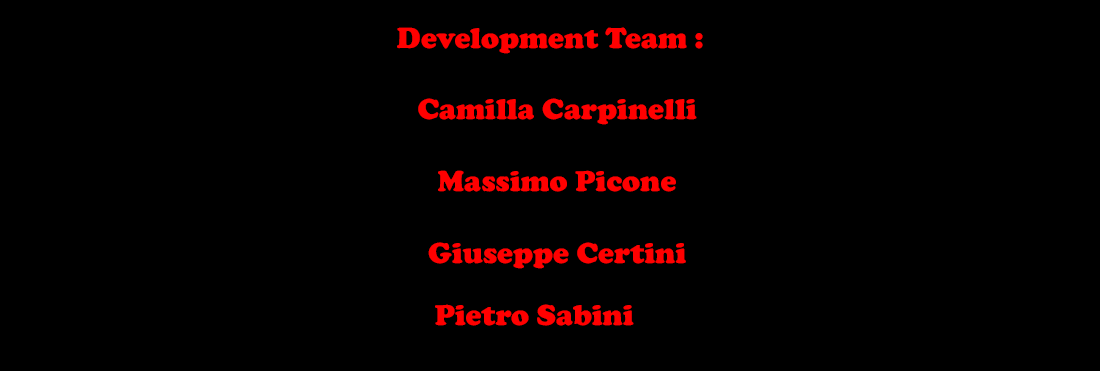 Development Team :
Camilla Carpinelli
Massimo Picone
Giuseppe Certini
Pietro Sabini